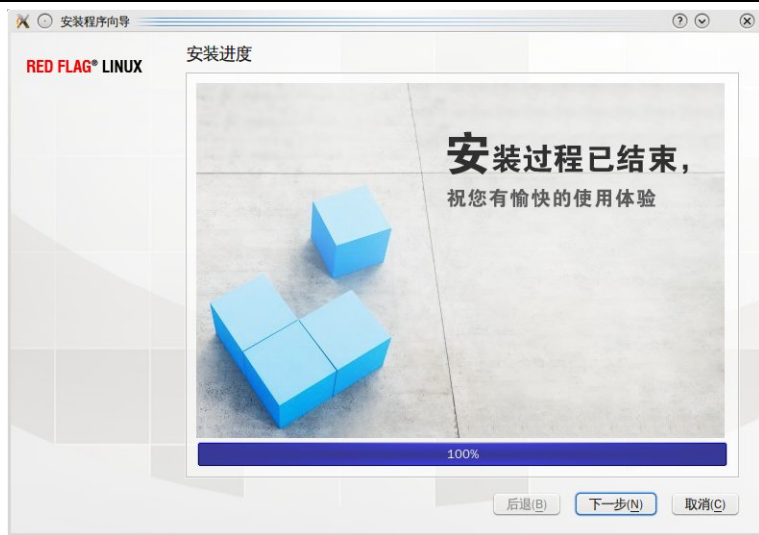 安装程序向导
RED FLAG® LINUX
安装进度
安装过程已结束，
祝您有愉快的使用体验
100%
后退(B)
下一步(N)
取消(C)